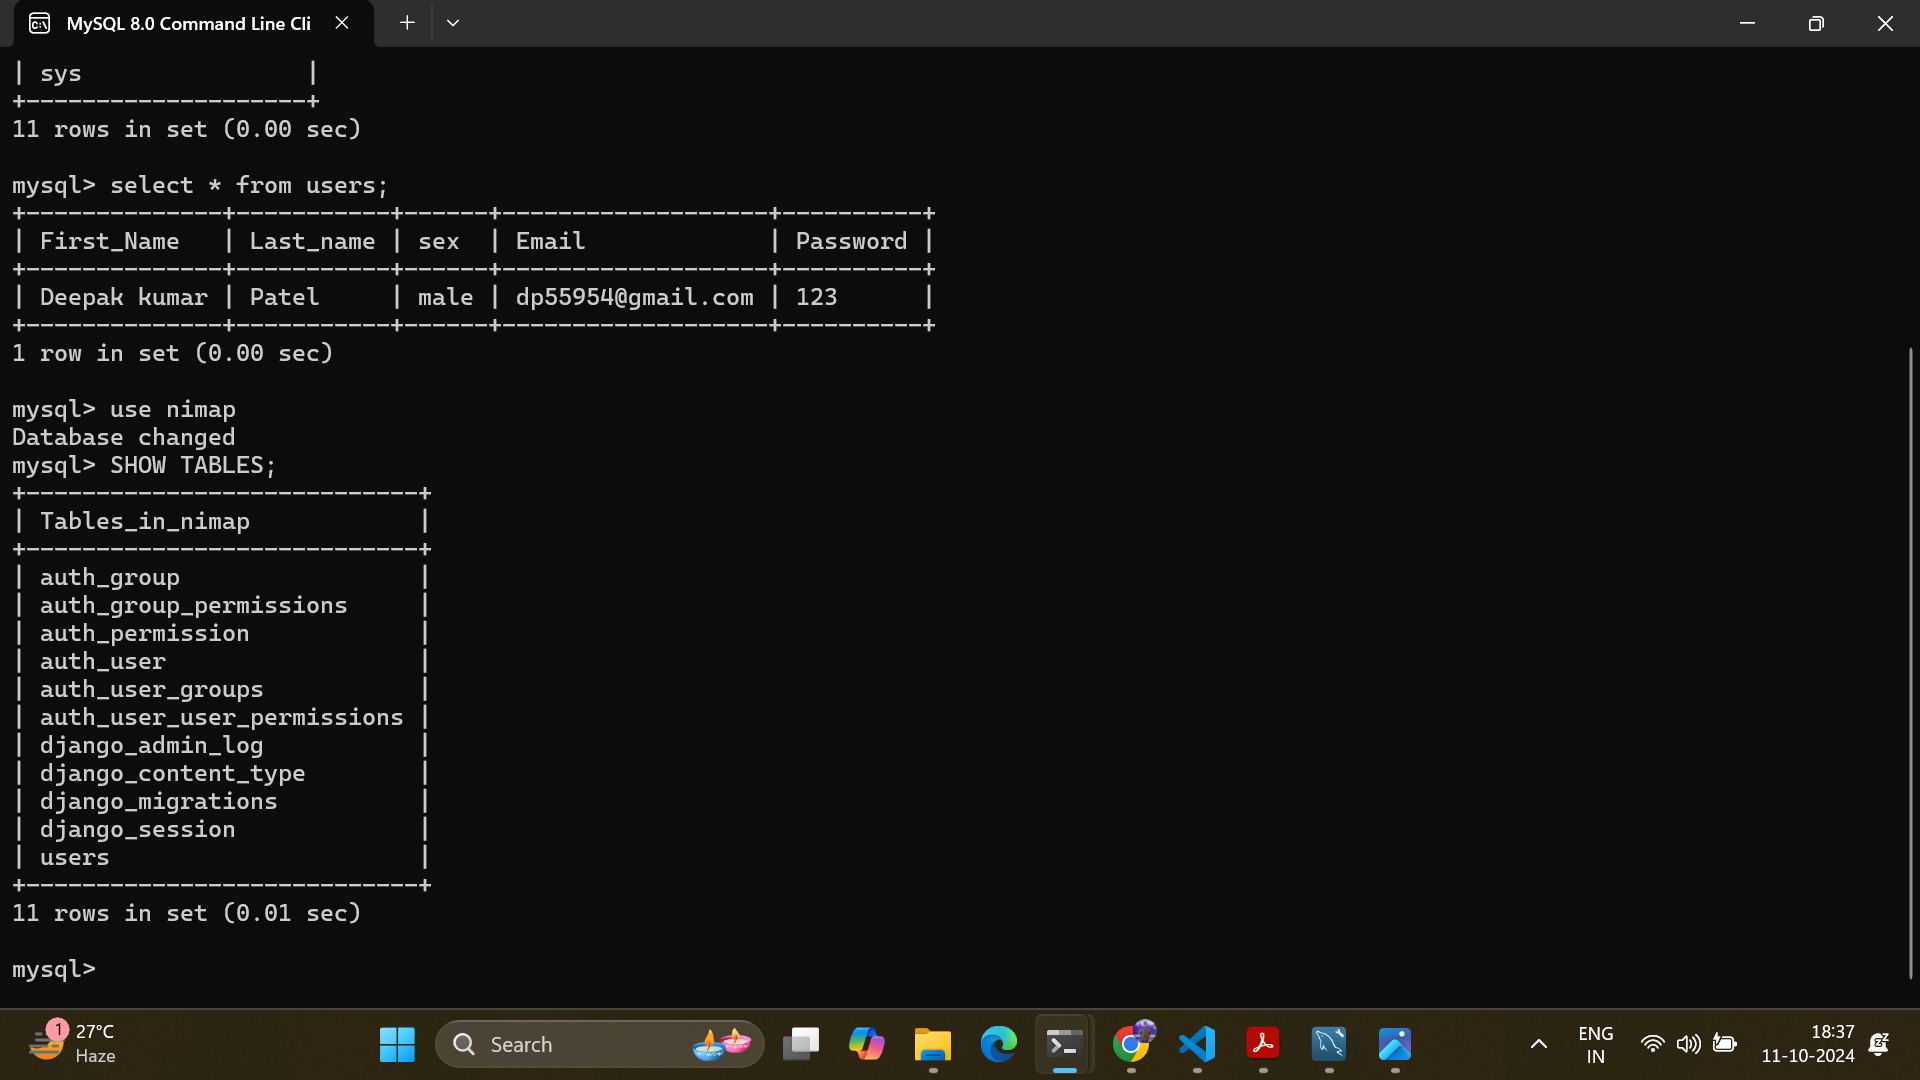 MySQL 8.0 Command Line Cli
| sys                |
+--------------------+
11 rows in set (0.00 sec)
mysql> select * from users;
+--------------+-----------+------+-------------------+----------+
| First_Name   | Last_name | sex  | Email             | Password |
+--------------+-----------+------+-------------------+----------+
| Deepak kumar | Patel     | male | dp55954@gmail.com | 123      |
+--------------+-----------+------+-------------------+----------+
1 row in set (0.00 sec)
mysql> use nimap
Database changed
mysql> SHOW TABLES;
+----------------------------+
| Tables_in_nimap            |
+----------------------------+
| auth_group                 |
| auth_group_permissions     |
| auth_permission            |
| auth_user                  |
| auth_user_groups           |
| auth_user_user_permissions |
| django_admin_log           |
| django_content_type        |
| django_migrations          |
| django_session             |
| users                      |
+----------------------------+
11 rows in set (0.01 sec)
mysql>
1
27°C
Haze
Search
ENG
IN
18:37
11-10-2024